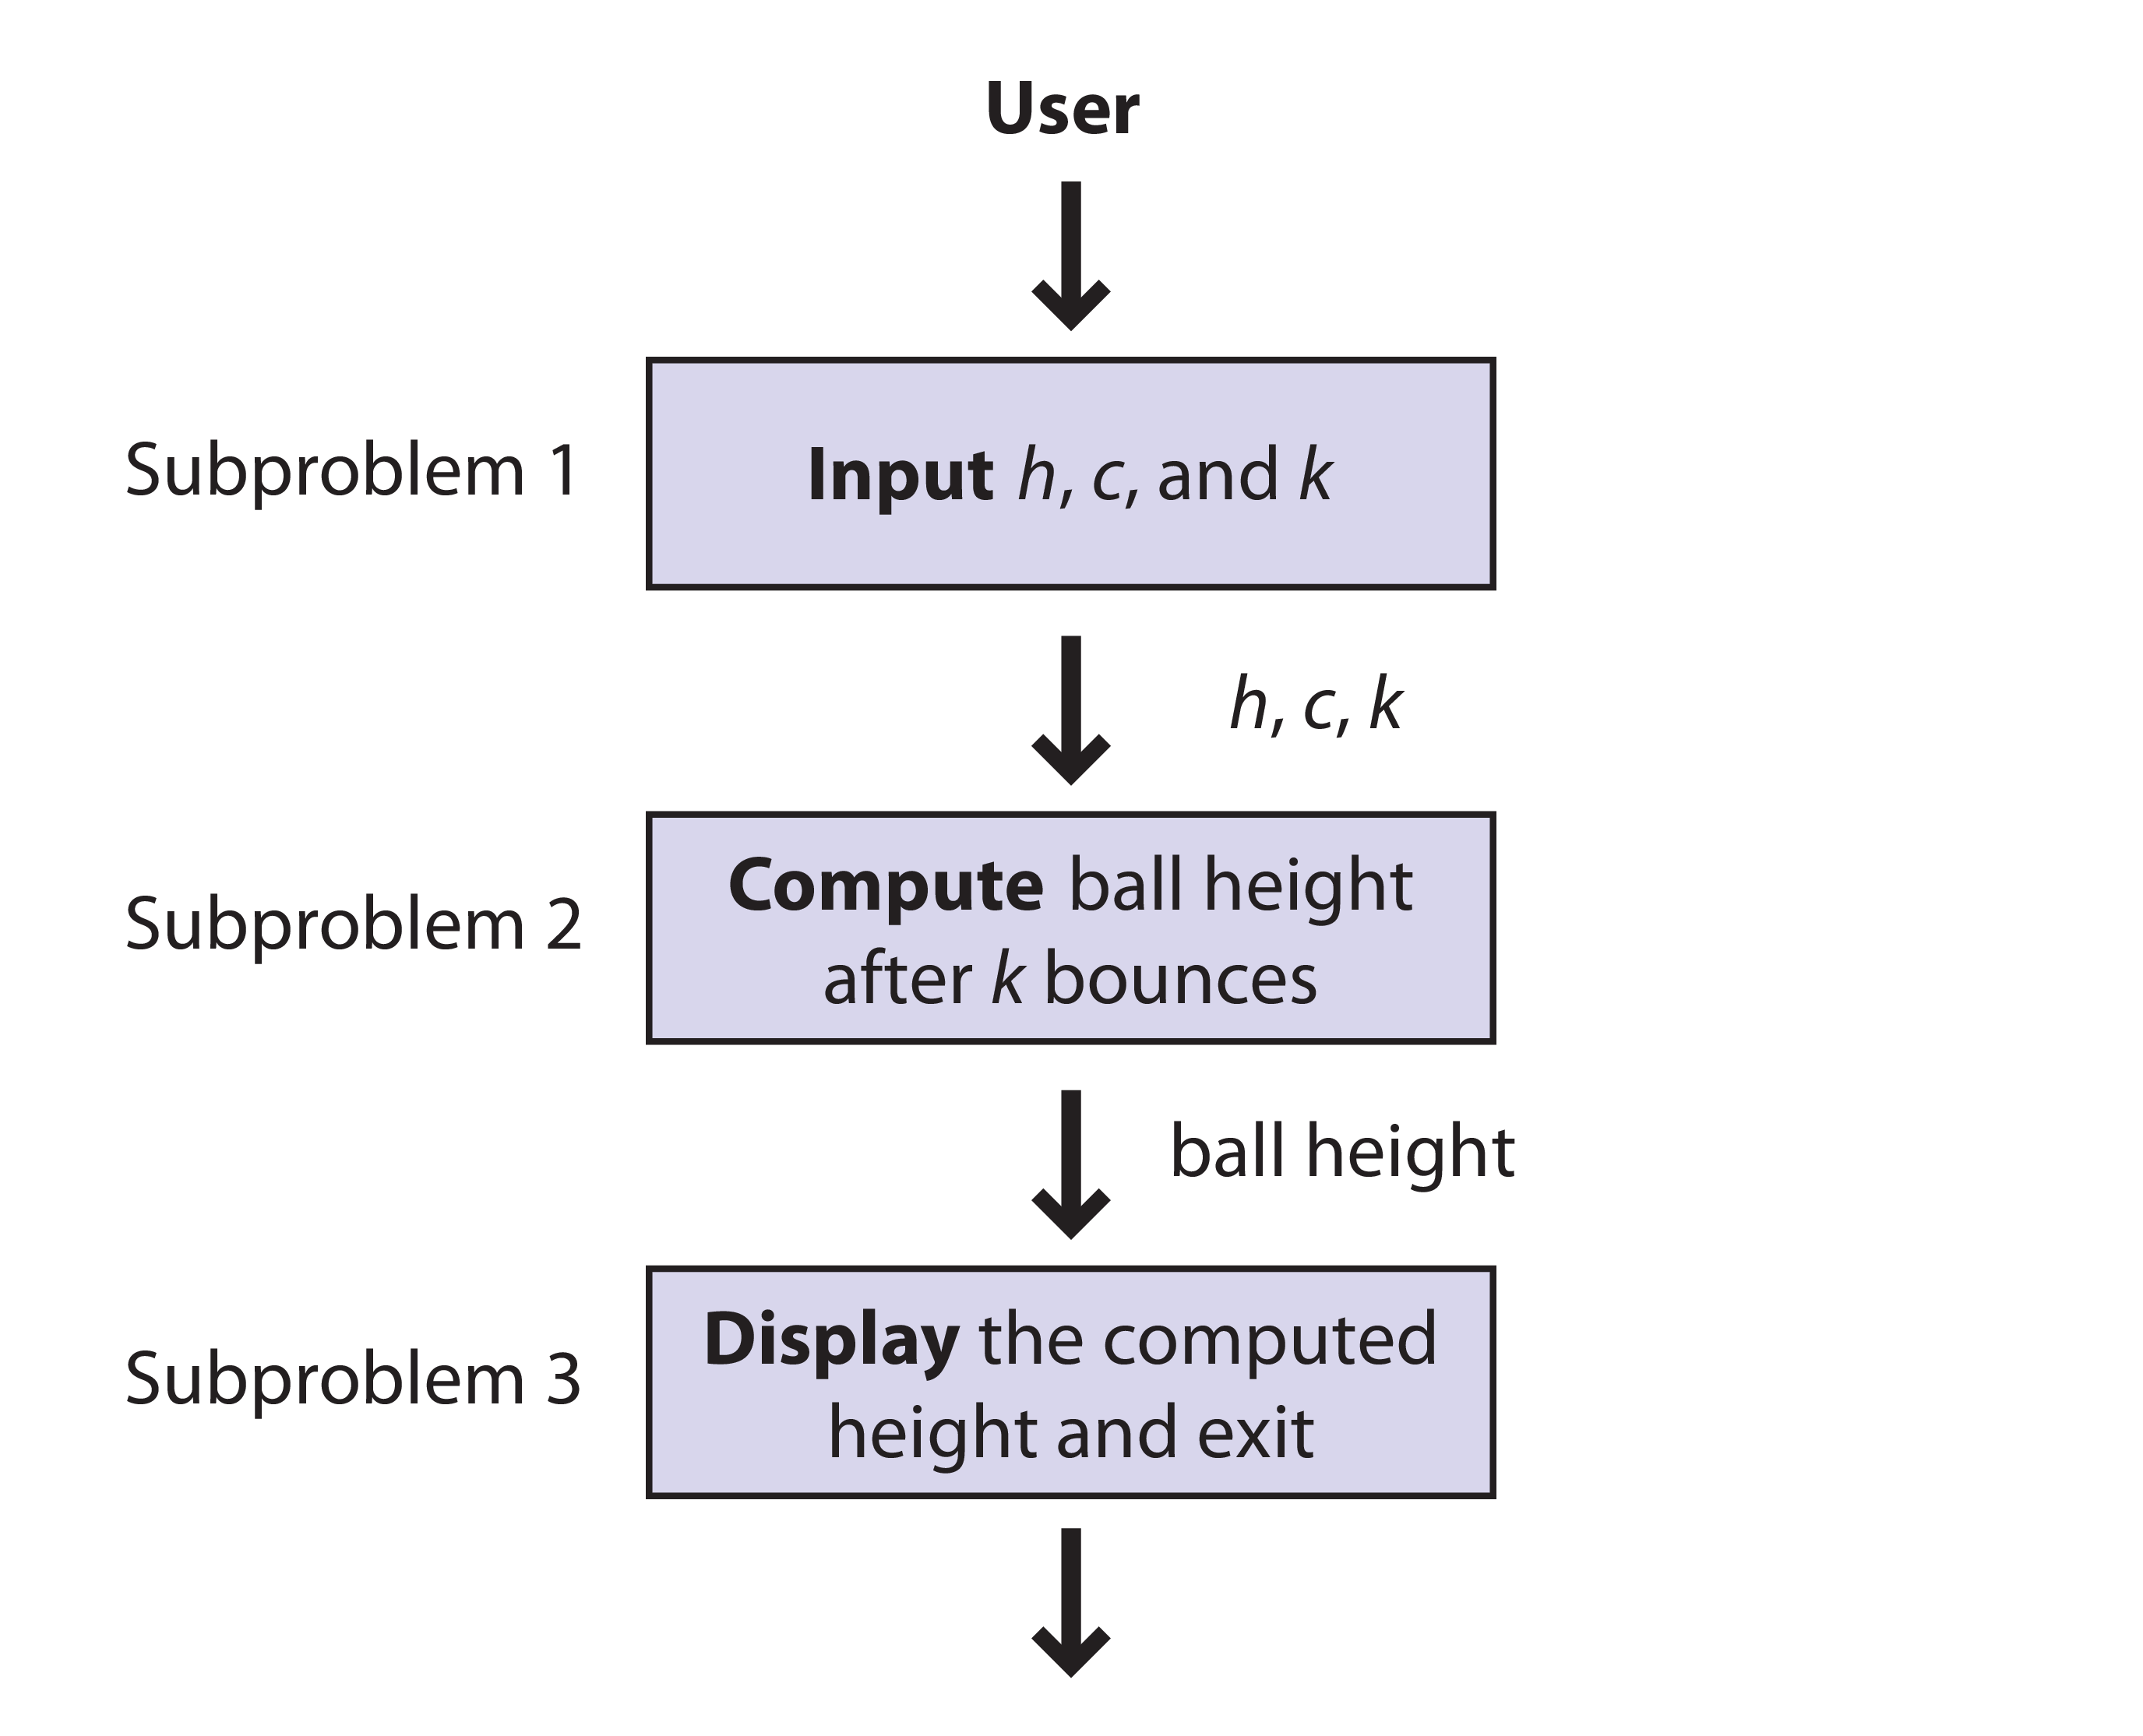 User
Subproblem 1
Input h, c, and k
h, c, k
Subproblem 2
Compute ball height
after k bounces
ball height
Subproblem 3
Display the computed
height and exit